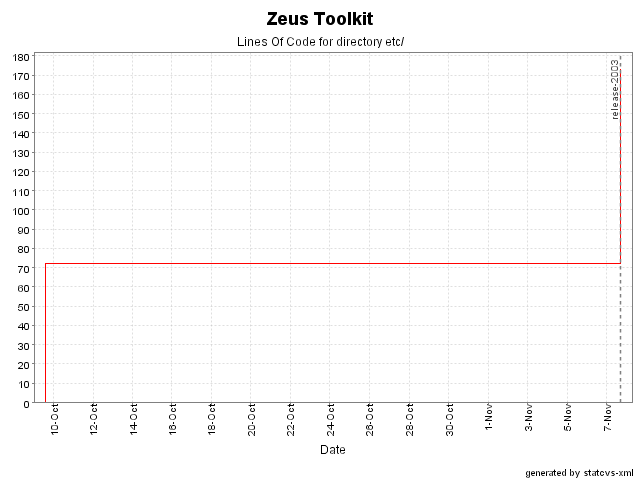 Zeus Toolkit
Lines Of Code for directory etc/
180
170
160
150
140
130
120
110
100
90
80
70
60
50
40
30
20
10
0
release-2003
10-Oct
12-Oct
14-Oct
16-Oct
18-Oct
20-Oct
22-Oct
24-Oct
26-Oct
28-Oct
30-Oct
1-Nov
3-Nov
5-Nov
7-Nov
Date
generated by statcvs-xml